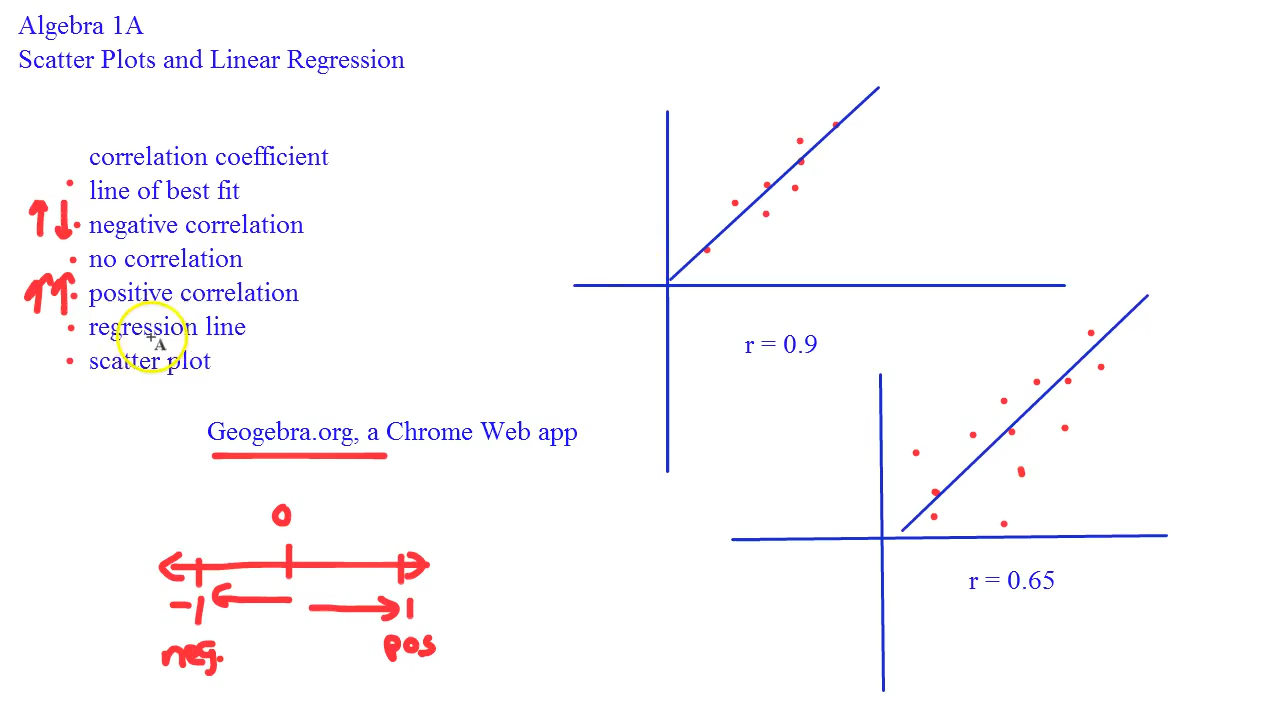 Algebra 1A
Scatter Plots and Linear Regression
correlation coefficient
line of best fit
negative correlation
no correlation
positive correlation
regression line
scatter plot
Geogebra.org, a Chrome Web app
r = 0.9
r = 0.65
0
-1
1
neg.
pos
A